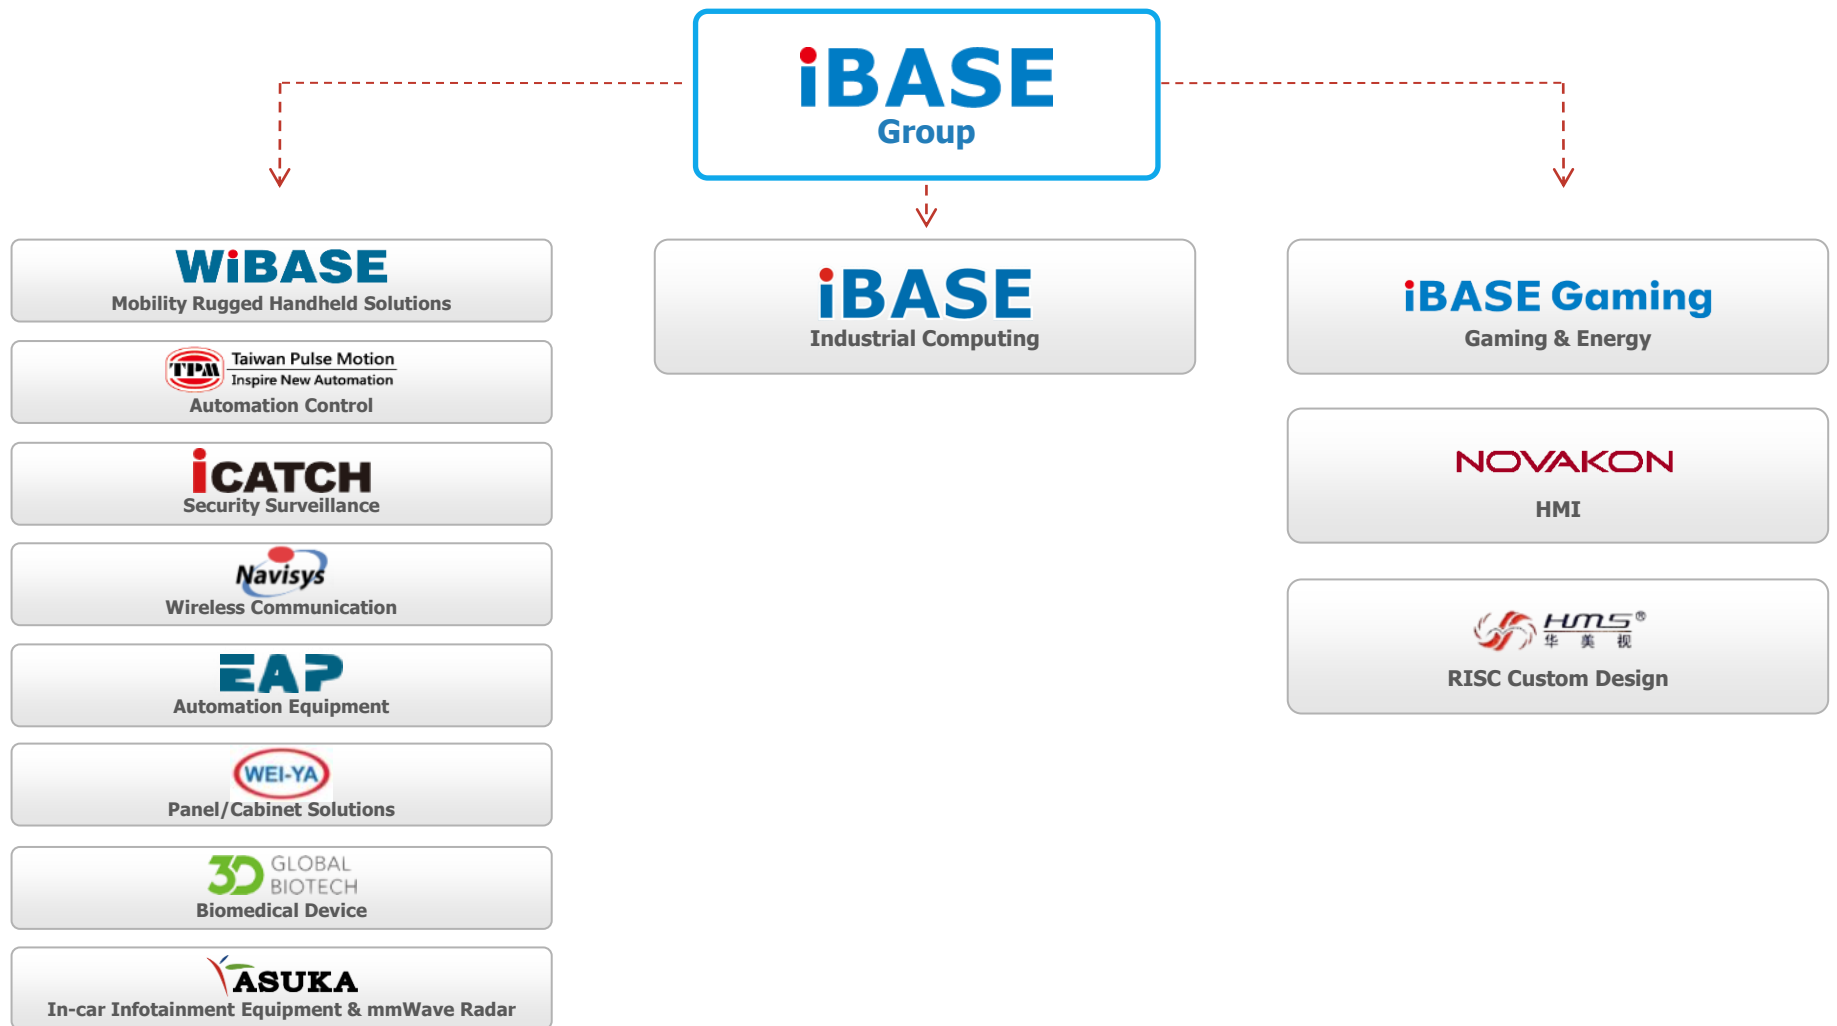 iBASE
Group
WiBASE
Mobility Rugged Handheld Solutions
TPM
Taiwan Pulse Motion
Inspire New Automation
Automation Control
iCATCH
Security Surveillance
Navisys
Wireless Communication
EAP
Automation Equipment
WEI-YA
Panel/Cabinet Solutions
3D GLOBAL
BIOTECH
Biomedical Device
ASUKA
In-car Infotainment Equipment & mmWave Radar
iBASE
Industrial Computing
iBASE Gaming
Gaming & Energy
NOVAKON
HMI
HMS®
华美视
RISC Custom Design